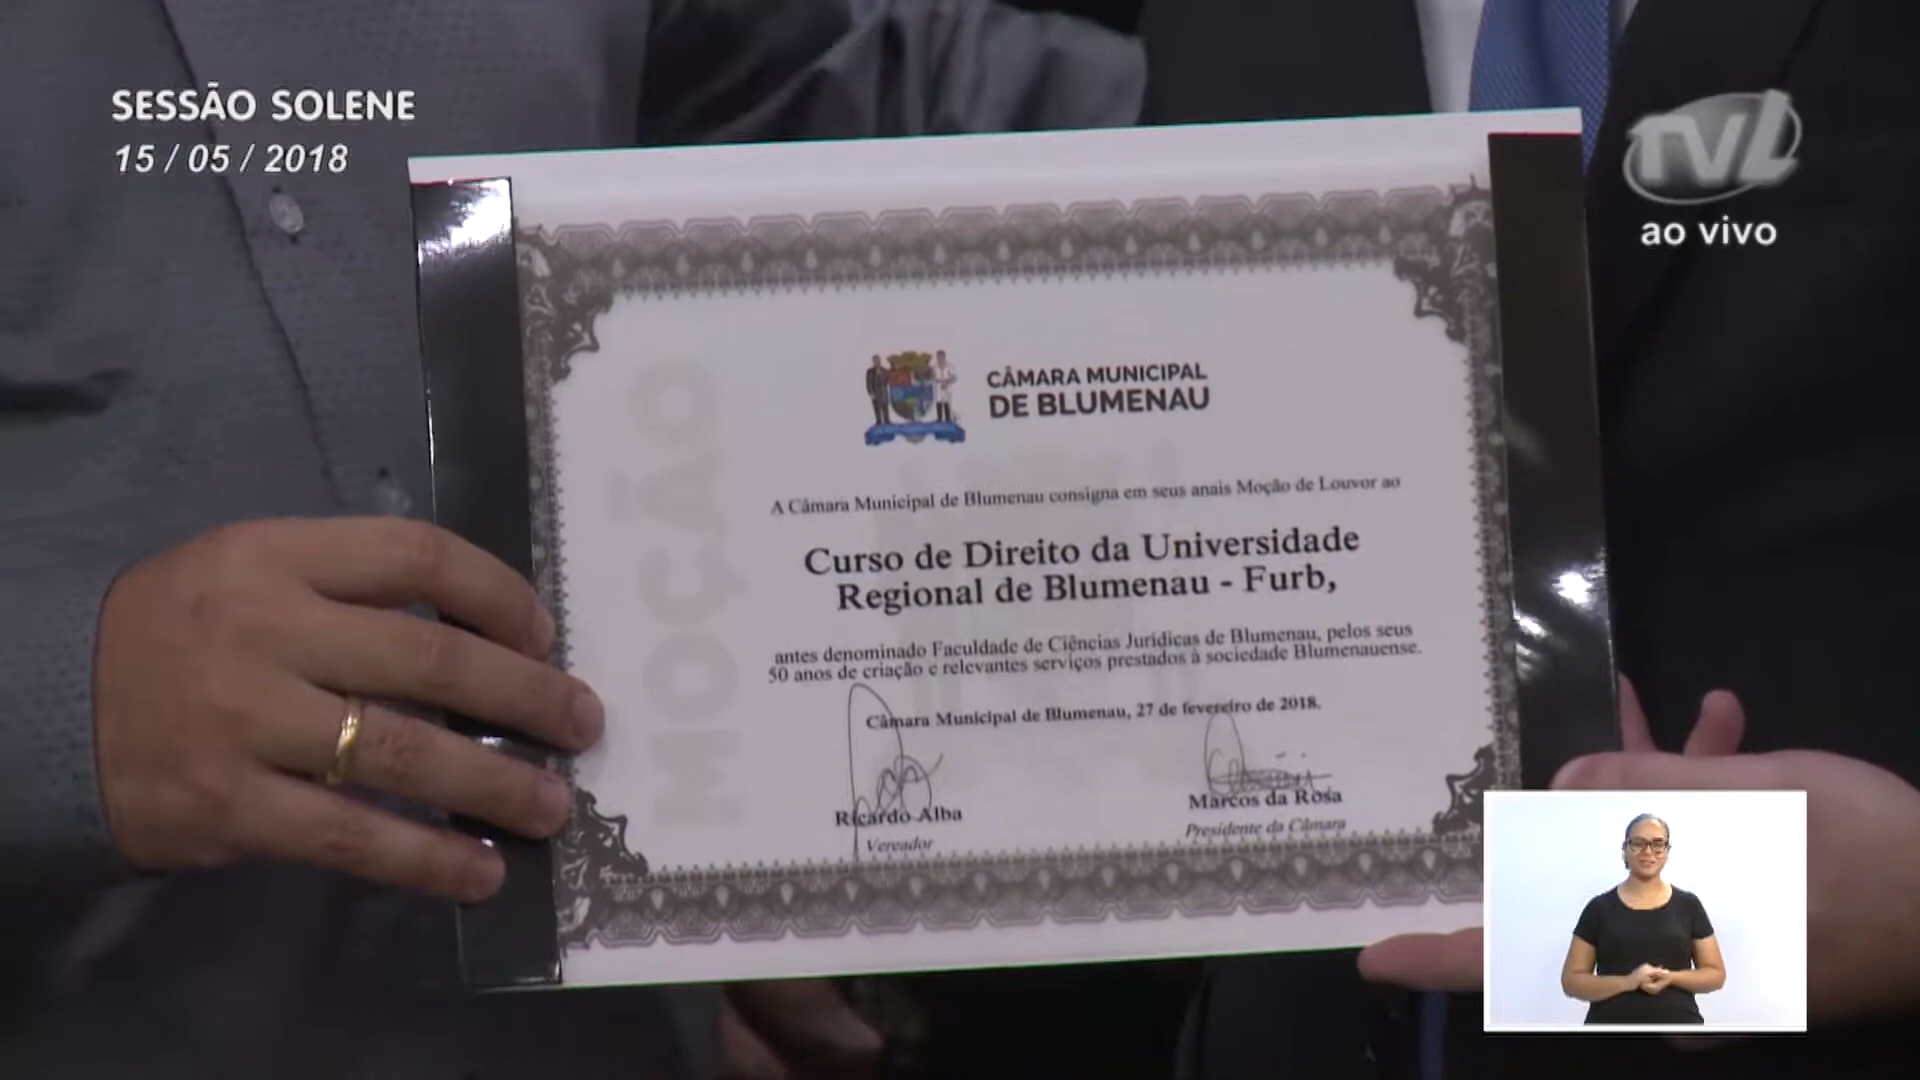 SESSÃO SOLENE
15 / 05 / 2018
TVL
ao vivo
MOÇÃO
CÂMARA MUNICIPAL
DE BLUMENAU
A Câmara Municipal de Blumenau consigna em seus anais Moção de Louvor ao
Curso de Direito da Universidade
Regional de Blumenau - Furb,
antes denominado Faculdade de Ciências Jurídicas de Blumenau, pelos seus
50 anos de criação e relevantes serviços prestados à sociedade Blumenauense.
Câmara Municipal de Blumenau, 27 de fevereiro de 2018.
Ricardo Alba
Vereador
Marcos da Rosa
Presidente da Câmara